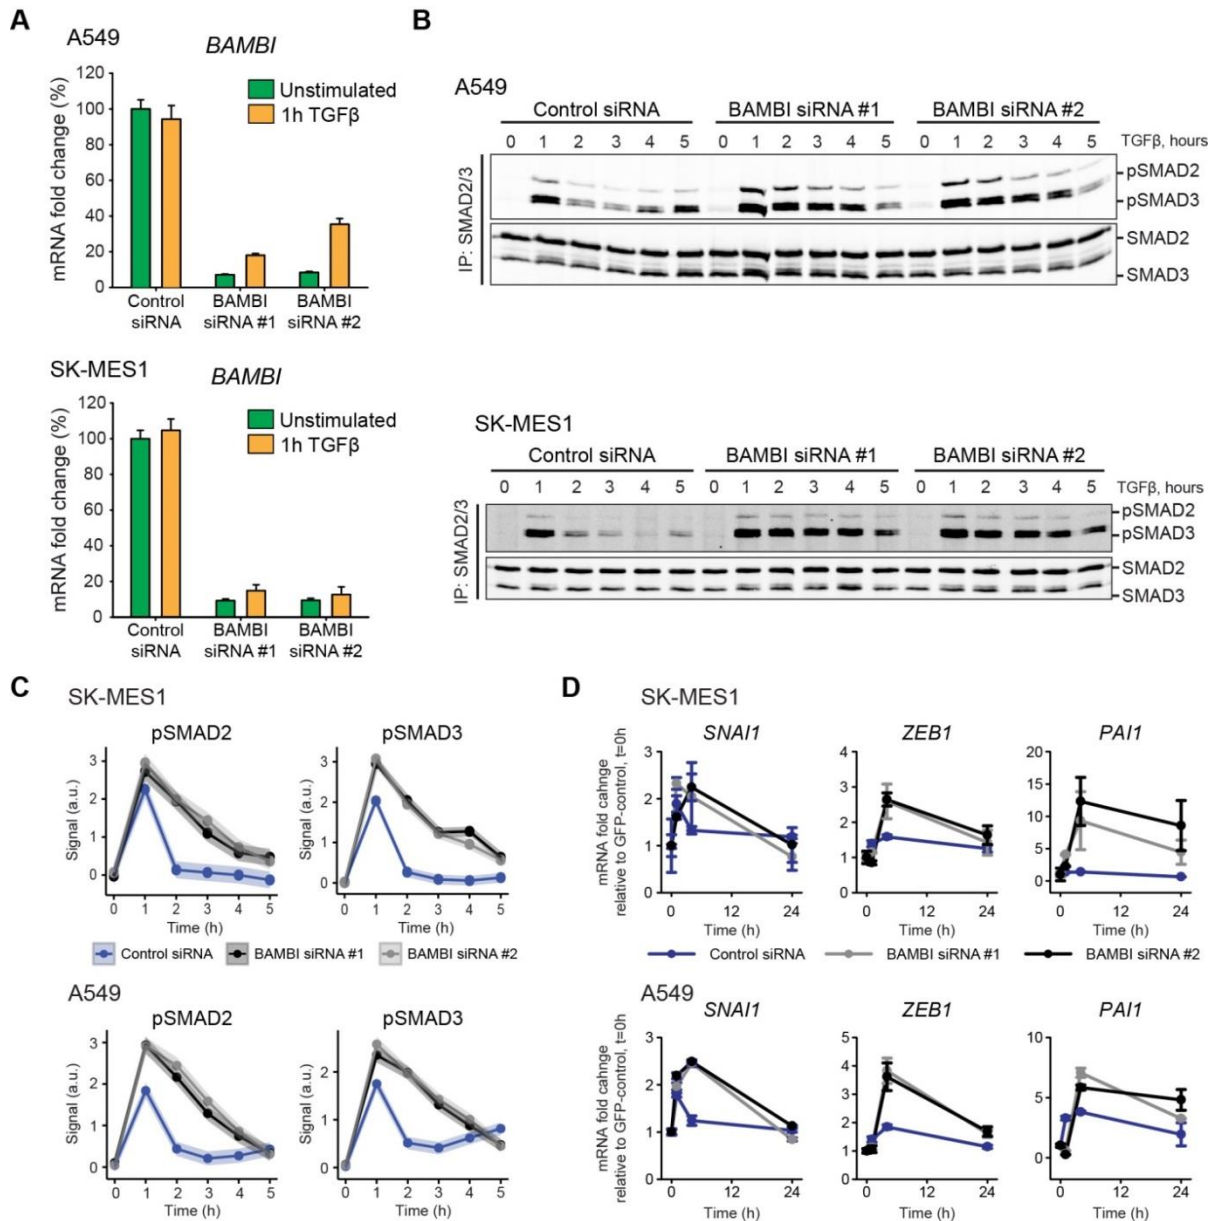 A
A549
BAMBI
mRNA fold change (%)
120
100
80
60
40
20
0
Unstimulated
1h TGFβ
Control siRNA
BAMBI siRNA #1
BAMBI siRNA #2
SK-MES1
BAMBI
mRNA fold change (%)
120
100
80
60
40
20
0
Unstimulated
1h TGFβ
Control siRNA
BAMBI siRNA #1
BAMBI siRNA #2
B
A549
Control siRNA BAMBI siRNA #1 BAMBI siRNA #2
0 1 2 3 4 5 0 1 2 3 4 5 0 1 2 3 4 5 TGFβ, hours
IP: SMAD2/3
pSMAD2
pSMAD3
SMAD2
SMAD3
SK-MES1
Control siRNA BAMBI siRNA #1 BAMBI siRNA #2
0 1 2 3 4 5 0 1 2 3 4 5 0 1 2 3 4 5 TGFβ, hours
IP: SMAD2/3
pSMAD2
pSMAD3
SMAD2
SMAD3
C
SK-MES1
pSMAD2
Signal (a.u.)
3
2
1
0
0 1 2 3 4 5
Time (h)
pSMAD3
Signal (a.u.)
3
2
1
0
0 1 2 3 4 5
Time (h)
Control siRNA BAMBI siRNA #1 BAMBI siRNA #2
A549
pSMAD2
Signal (a.u.)
3
2
1
0
0 1 2 3 4 5
Time (h)
pSMAD3
Signal (a.u.)
3
2
1
0
0 1 2 3 4 5
Time (h)
D
SK-MES1
mRNA fold cahnge
relative to GFP-control, t=0h
SNAI1
3
2
1
0
0 12 24
Time (h)
ZEB1
4
3
2
1
0
0 12 24
Time (h)
PAI1
20
15
10
5
0
0 12 24
Time (h)
Control siRNA BAMBI siRNA #1 BAMBI siRNA #2
A549
mRNA fold cahnge
relative to GFP-control, t=0h
SNAI1
3
2
1
0
0 12 24
Time (h)
ZEB1
5
4
3
2
1
0
0 12 24
Time (h)
PAI1
10
5
0
0 12 24
Time (h)